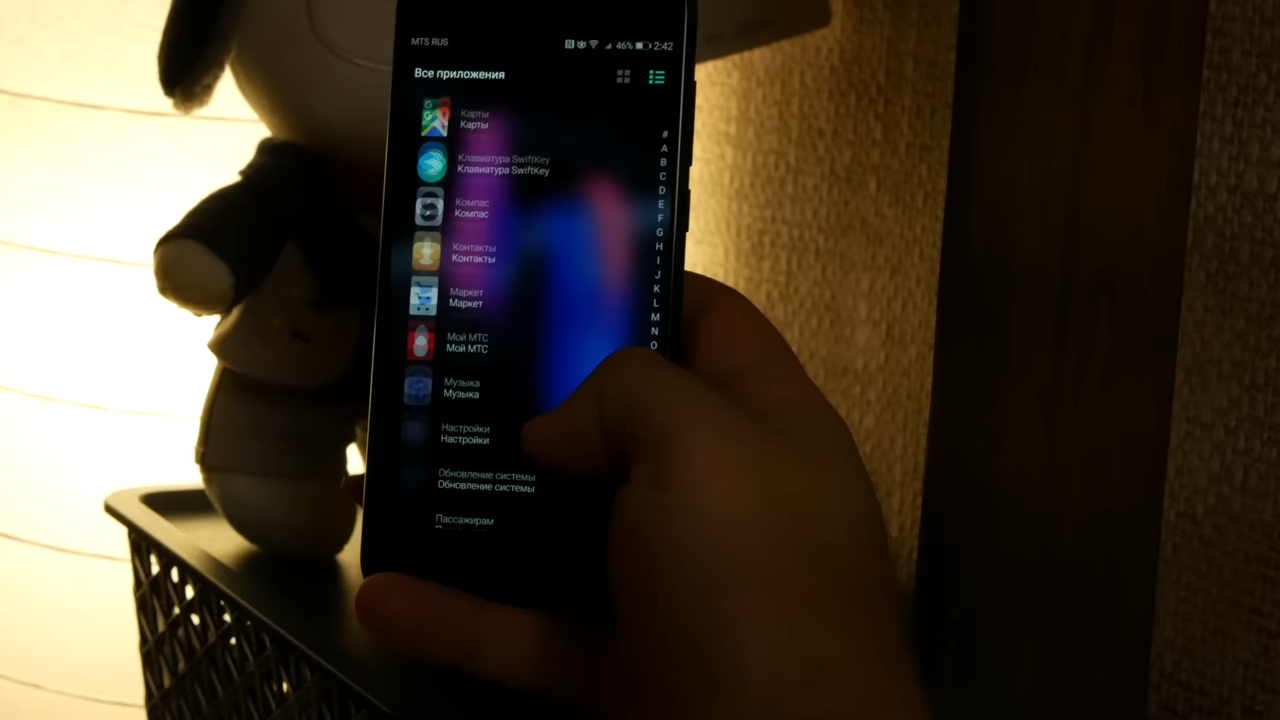 MTS RUS
46% 2:42
Все приложения
Карты
Карты
Клавиатура SwiftKey
Клавиатура SwiftKey
Компас
Компас
Контакты
Контакты
Маркет
Маркет
Мой МТС
Мой МТС
Музыка
Музыка
Настройки
Настройки
Обновление системы
Обновление системы
Пассажирам
#
A
B
C
D
E
F
G
H
I
J
K
L
M
N
O